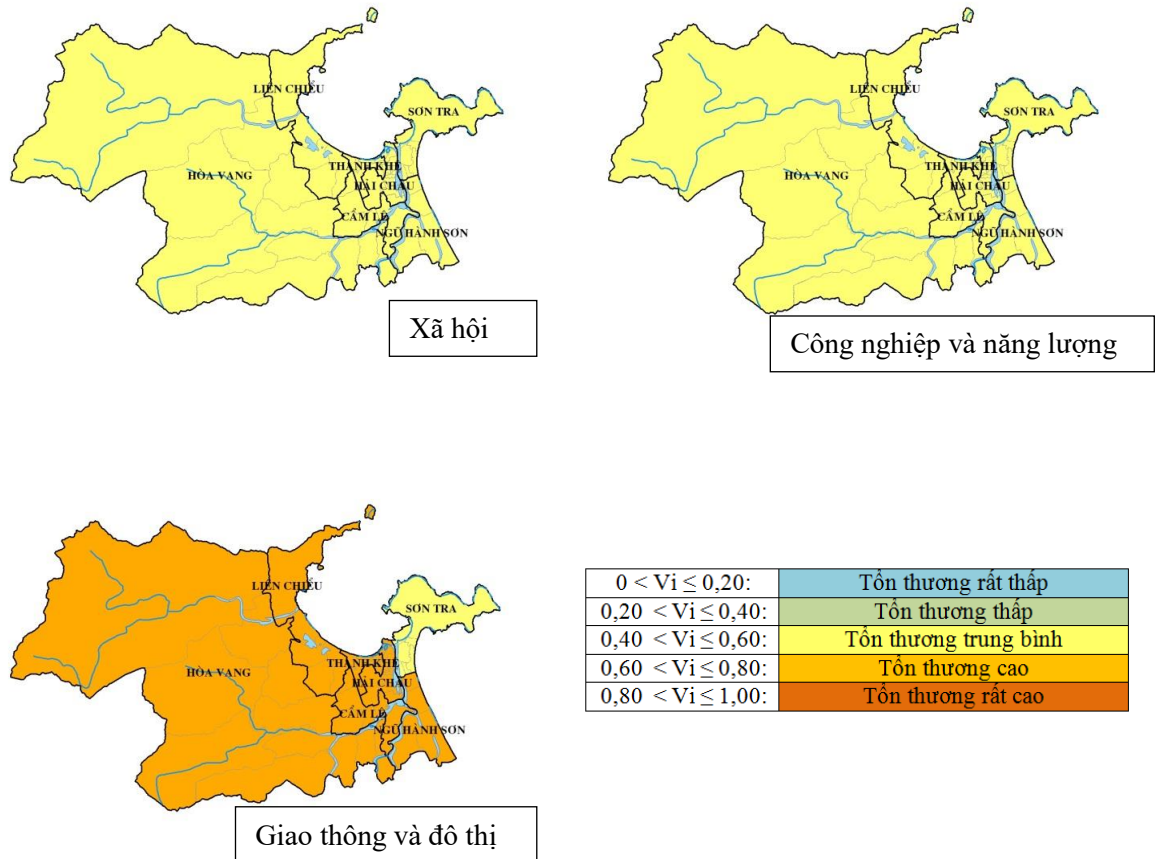 LIÊN CHIỂU
SƠN TRA
HÒA VANG
THANH KHÊ
HẢI CHÂU
CẨM LỆ
NGŨ HÀNH SƠN
Xã hội
LIÊN CHIỂU
SƠN TRA
HÒA VANG
THANH KHÊ
HẢI CHÂU
CẨM LỆ
NGŨ HÀNH SƠN
Công nghiệp và năng lượng
LIÊN CHIỂU
SƠN TRA
HÒA VANG
THANH KHÊ
HẢI CHÂU
CẨM LỆ
NGŨ HÀNH SƠN
Giao thông và đô thị
0 < Vi ≤ 0,20: Tổn thương rất thấp
0,20 < Vi ≤ 0,40: Tổn thương thấp
0,40 < Vi ≤ 0,60: Tổn thương trung bình
0,60 < Vi ≤ 0,80: Tổn thương cao
0,80 < Vi ≤ 1,00: Tổn thương rất cao